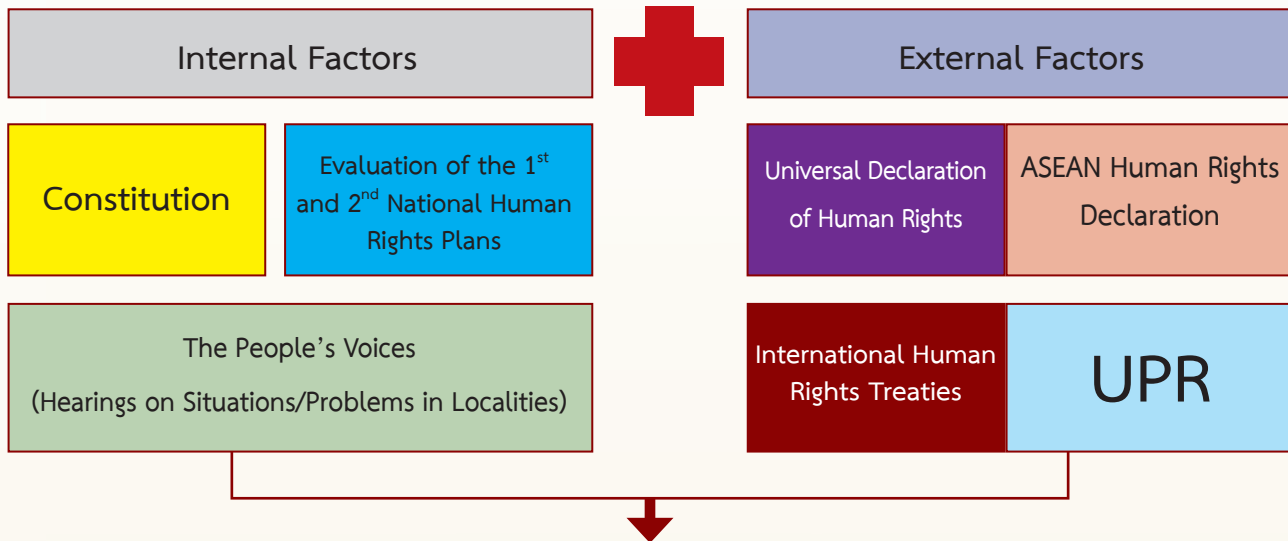 Internal Factors
External Factors
Constitution
Evaluation of the 1st
and 2nd National Human
Rights Plans
Universal Declaration
of Human Rights
ASEAN Human Rights
Declaration
The People’s Voices
(Hearings on Situations/Problems in Localities)
International Human
Rights Treaties
UPR